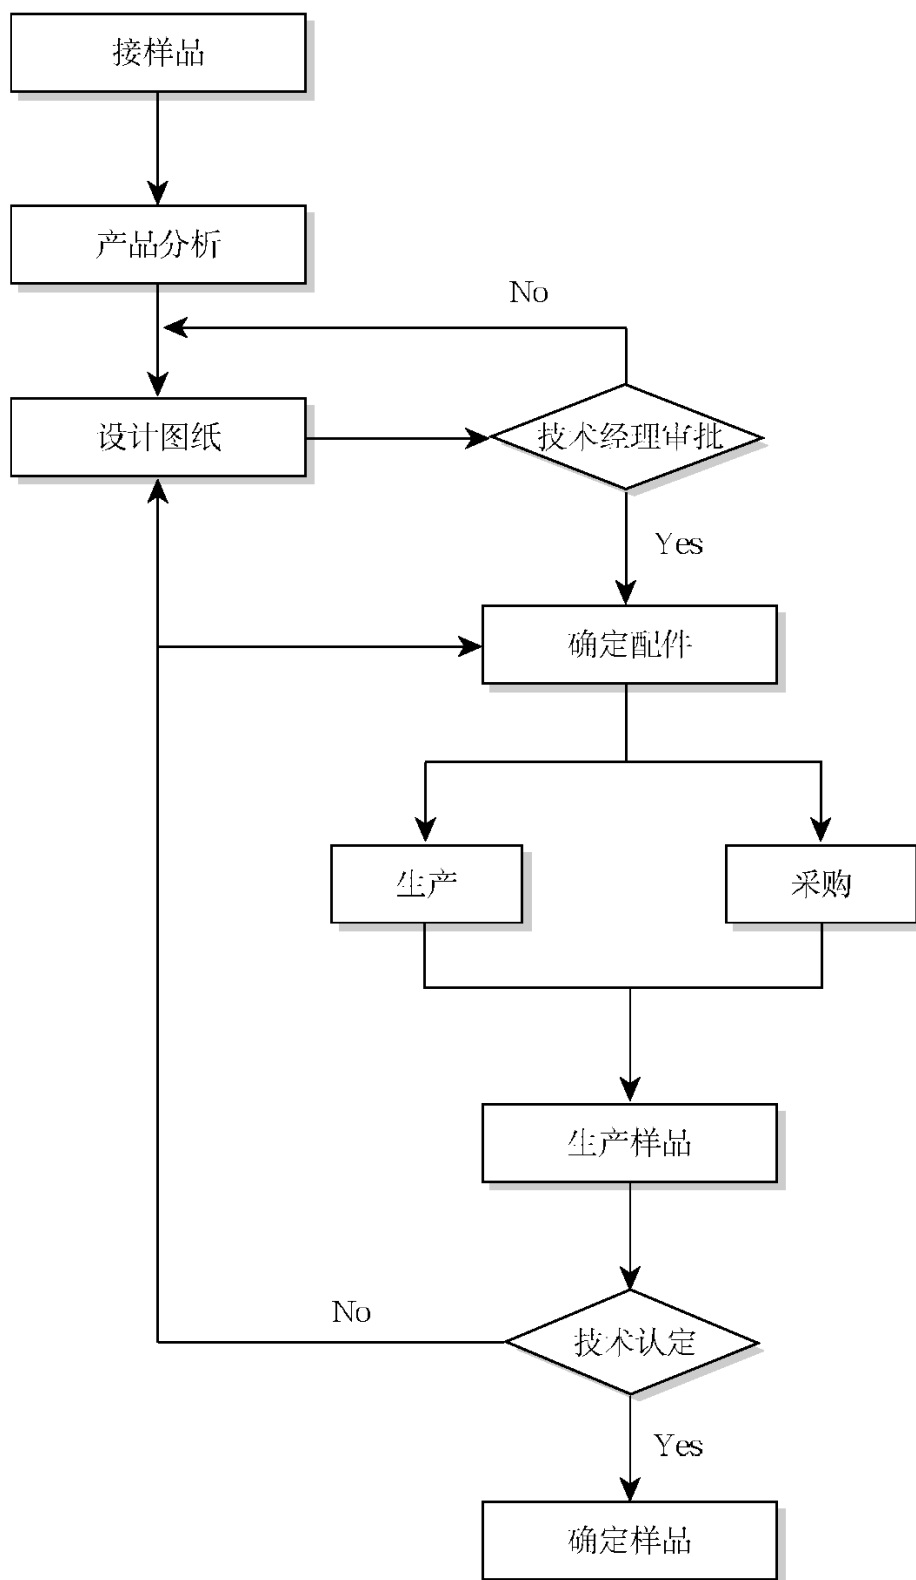 接样品
产品分析
No
设计图纸
技术经理审批
Yes
确定配件
生产
采购
生产样品
No
技术认定
Yes
确定样品